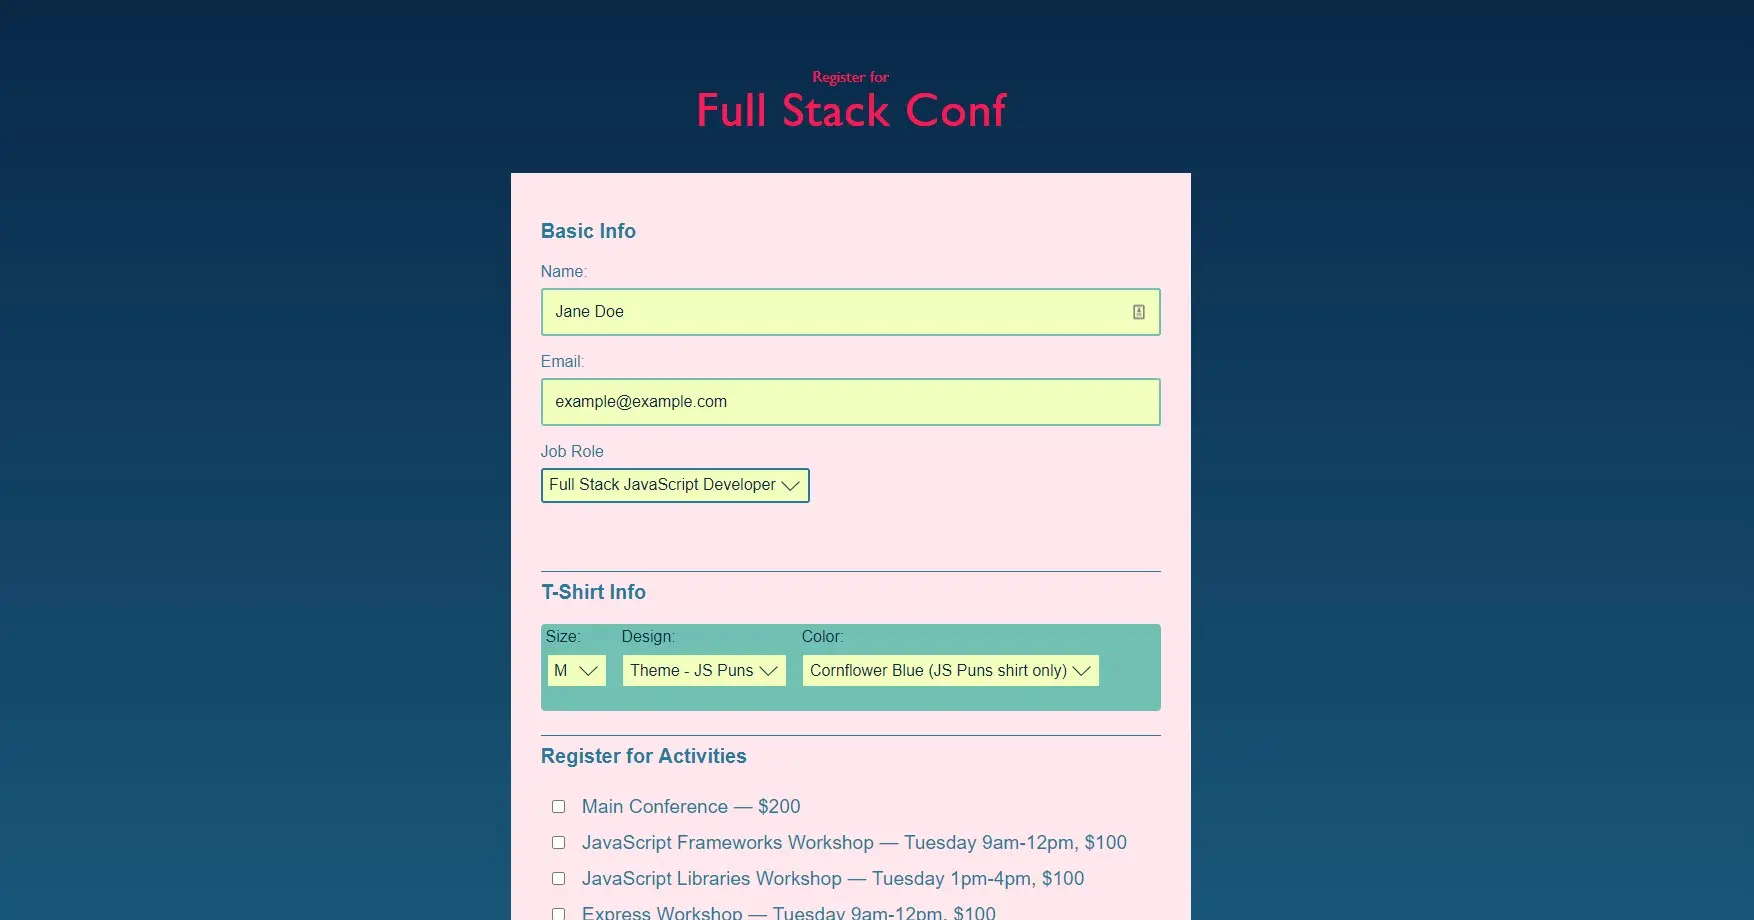 Register for
Full Stack Conf
Basic Info
Name:
Jane Doe
Email:
example@example.com
Job Role
Full Stack JavaScript Developer
T-Shirt Info
Size: Design: Color:
M Theme - JS Puns Cornflower Blue (JS Puns shirt only)
Register for Activities
Main Conference — $200
JavaScript Frameworks Workshop — Tuesday 9am-12pm, $100
JavaScript Libraries Workshop — Tuesday 1pm-4pm, $100
Express Workshop — Tuesday 9am-12pm, $100